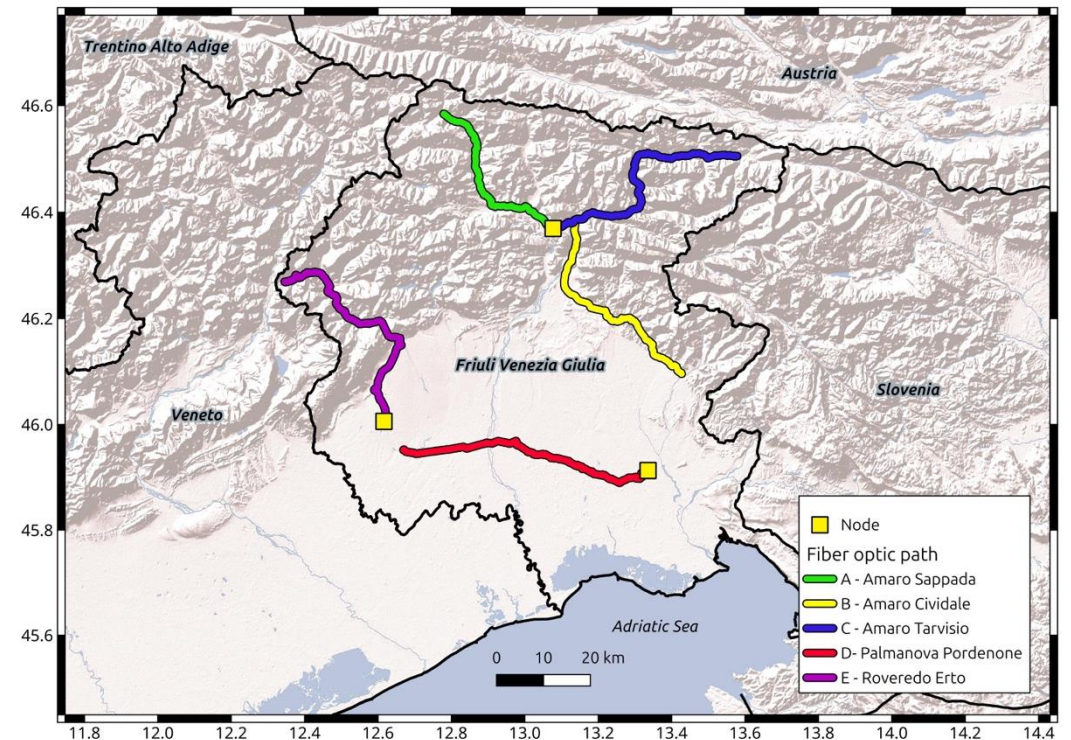 Trentino Alto Adige
Austria
46.6
46.4
46.2
Friuli Venezia Giulia
Slovenia
Veneto
46.0
45.8
Node
Fiber optic path
A - Amaro Sappada
B - Amaro Cividale
C - Amaro Tarvisio
D- Palmanova Pordenone
E - Roveredo Erto
45.6
Adriatic Sea
0 10 20 km
11.8 12.0 12.2 12.4 12.6 12.8 13.0 13.2 13.4 13.6 13.8 14.0 14.2 14.4